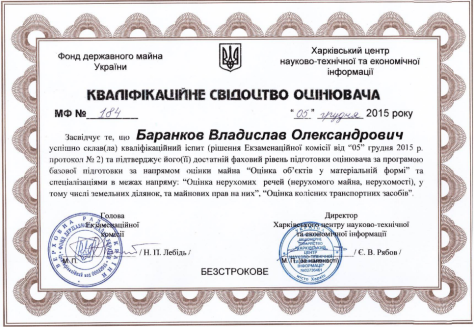 Фонд державного майна
України
Харківський центр
науково-технічної та економічної
інформації
КВАЛІФІКАЦІЙНЕ СВІДОЦТВО ОЦІНЮВАЧА
МФ № 184
"05" грудня 2015 року
Засвідчує те, що Баранков Владислав Олександрович
успішно склав(ла) кваліфікаційний іспит (рішення Екзаменаційної комісії від “05” грудня 2015 р.
протокол № 2) та підтверджує його(її) достатній фаховий рівень підготовки оцінювача за програмою
базової підготовки за напрямом оцінки майна “Оцінка об’єктів у матеріальній формі” та
спеціалізаціями в межах напряму: “Оцінка нерухомих речей (нерухомого майна, нерухомості), у
тому числі земельних ділянок, та майнових прав на них”, “Оцінка колісних транспортних засобів”.
Голова
Екзаменаційної
комісії
/ Н. П. Лебідь /
М.П.
Директор
Харківського центру науково-технічної
та економічної інформації
/ Є. В. Рябов /
М.П. за наявності
БЕЗСТРОКОВЕ